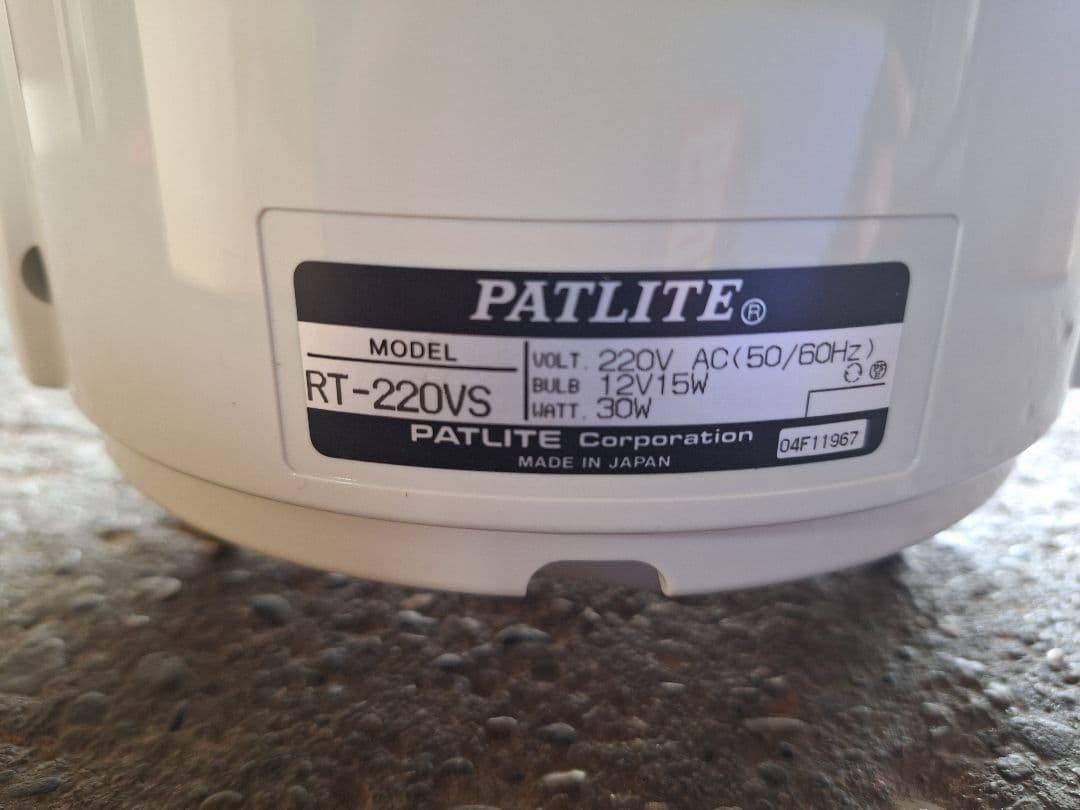 PATLITE®
MODEL
RT-220VS
VOLT. 220V AC(50/60Hz)
BULB 12V15W
WATT. 30W
PATLITE Corporation
04F11967
MADE IN JAPAN